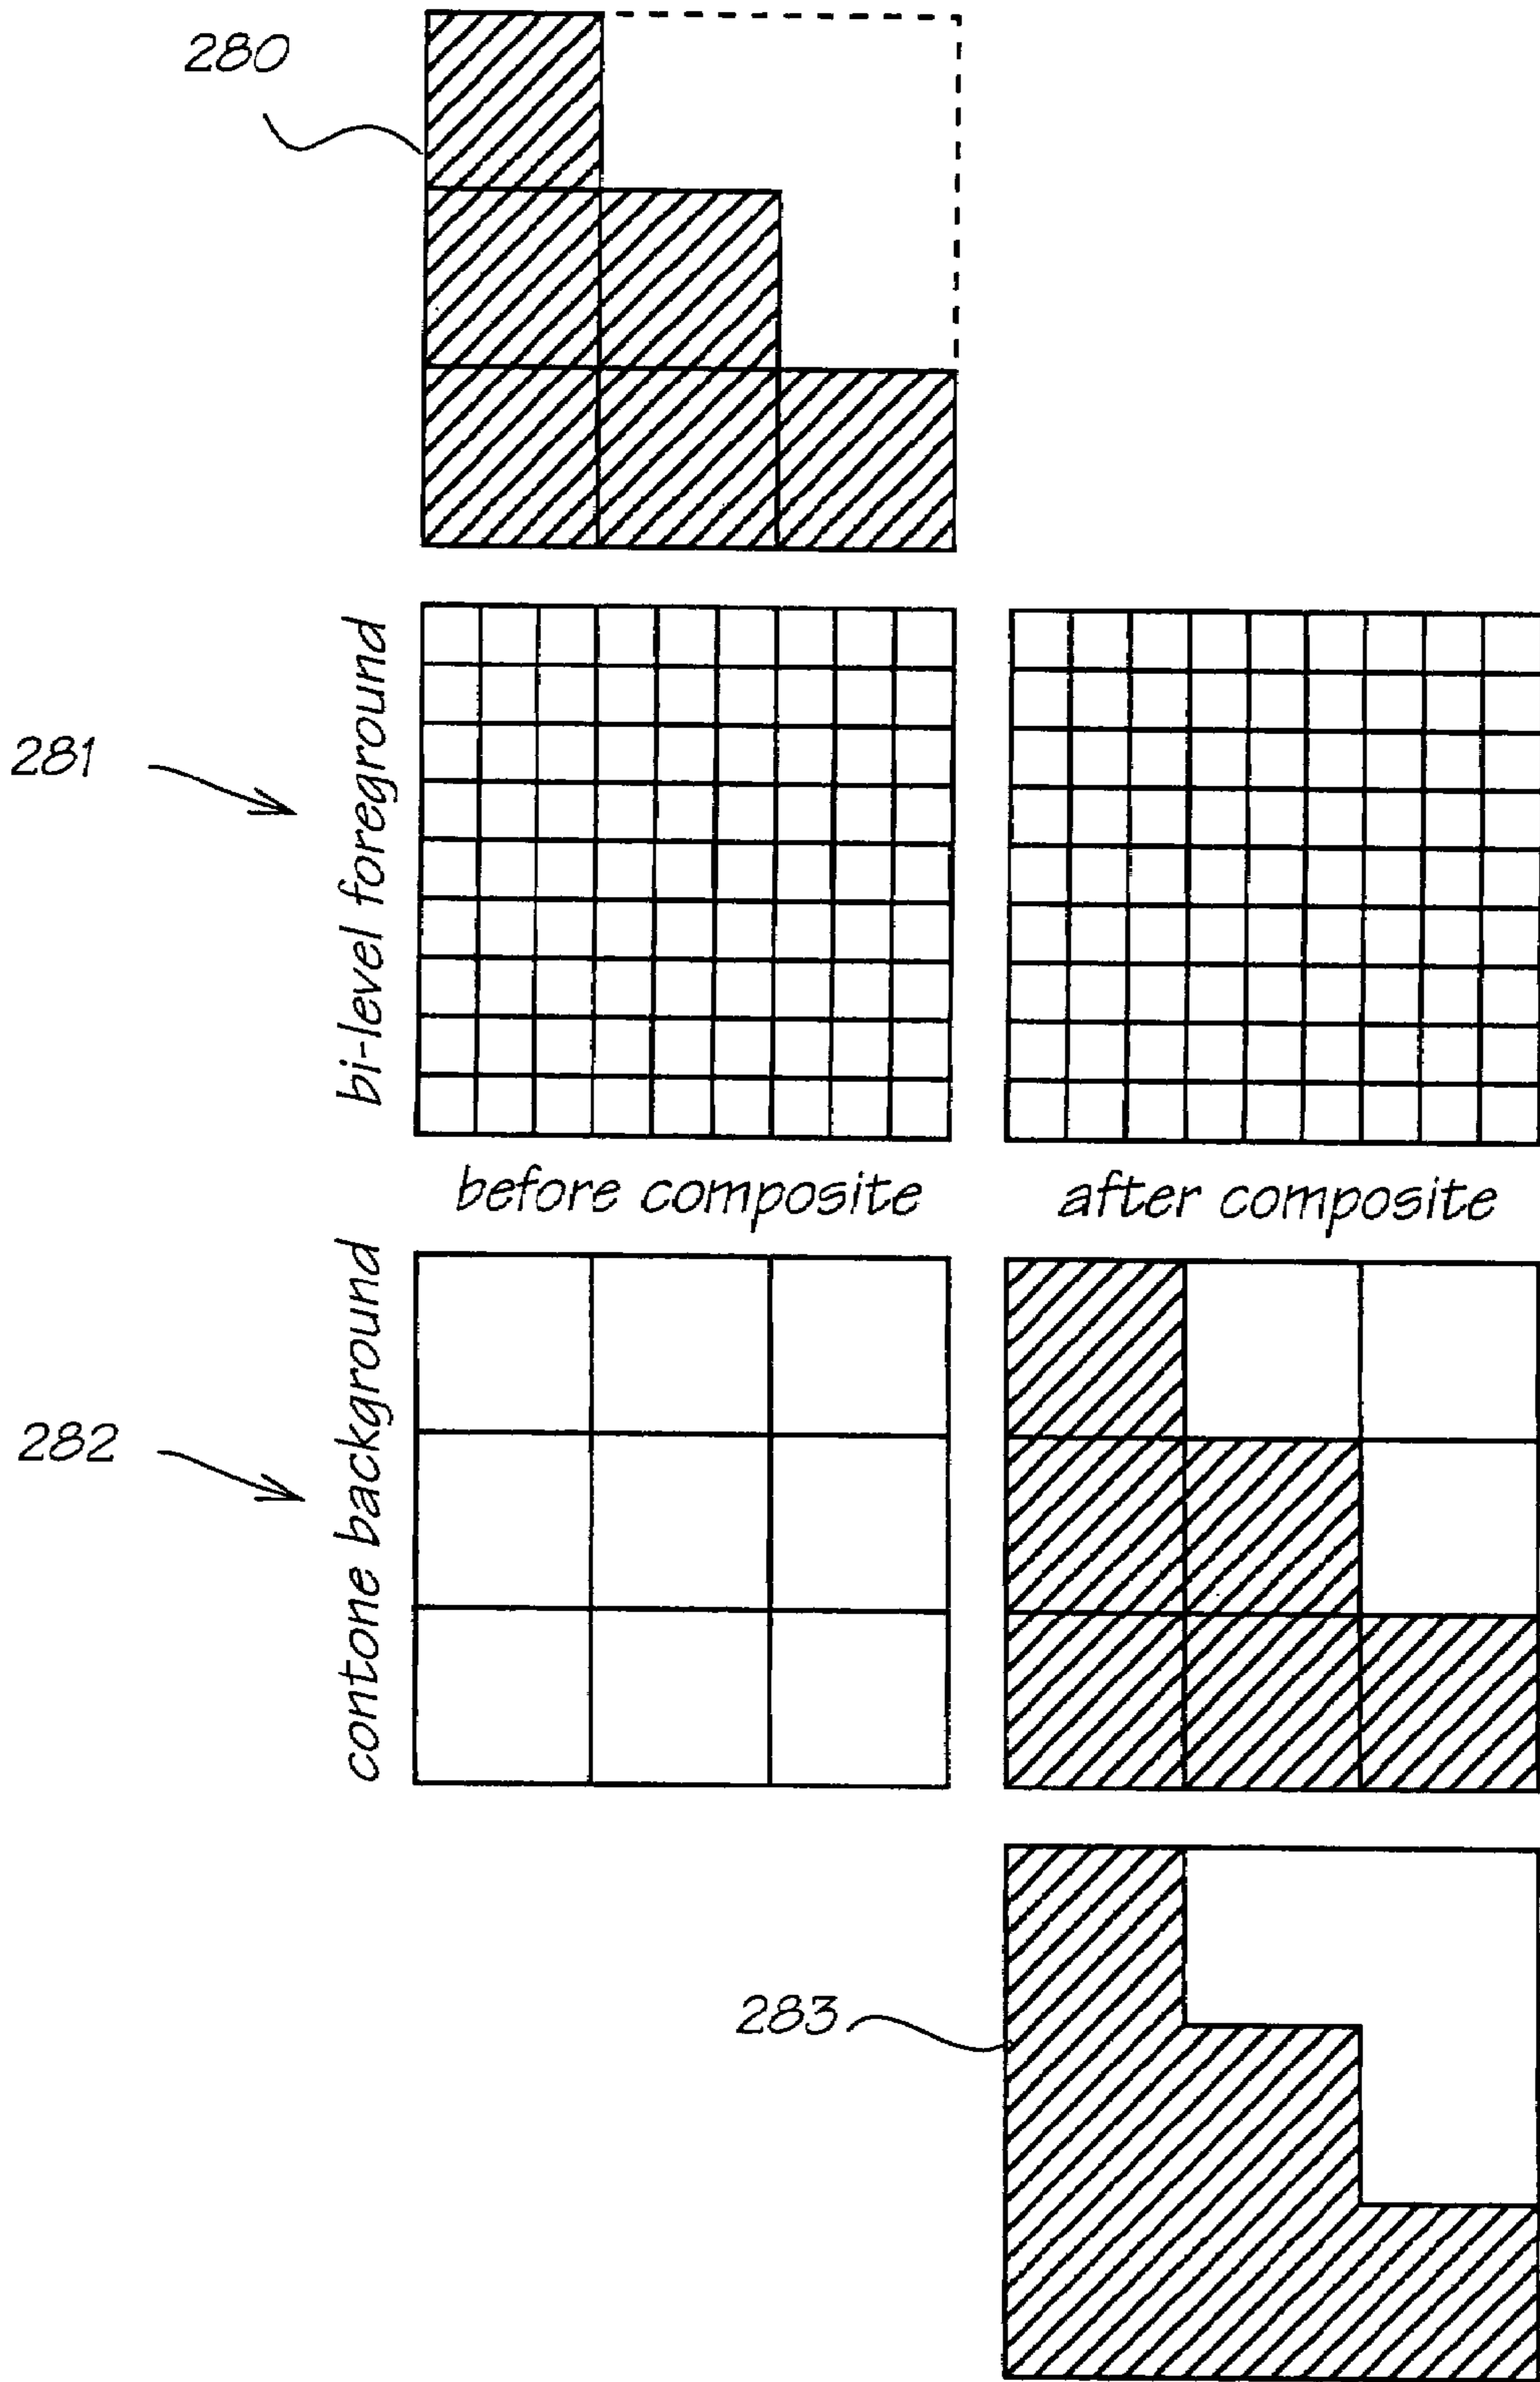 280
281
bi-level foreground
before composite
after composite
282
contone background
283